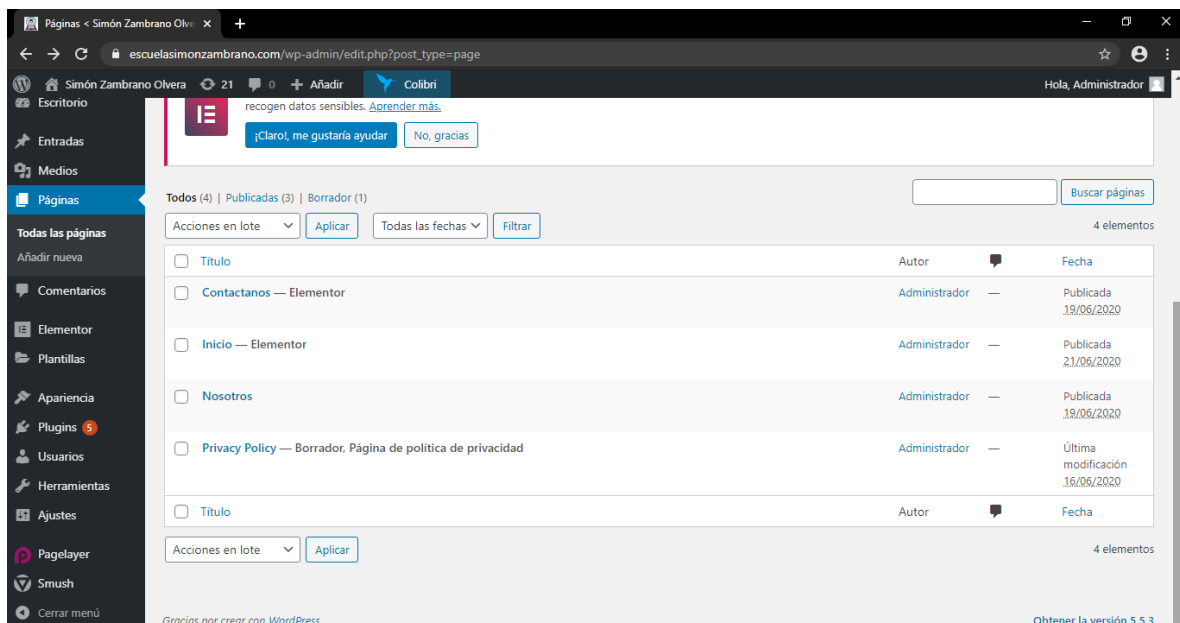 Páginas < Simón Zambrano Olve
escuelasimonzambrano.com/wp-admin/edit.php?post_type=page
Simón Zambrano Olvera 21 0 Añadir Colibri Hola, Administrador
Escritorio
Entradas
Medios
Páginas
Todas las páginas
Añadir nueva
Comentarios
Elementor
Plantillas
Apariencia
Plugins 5
Usuarios
Herramientas
Ajustes
Pagelayer
Smush
Cerrar menú
recogen datos sensibles. Aprender más.
¡Claro!, me gustaría ayudar No, gracias
Todos (4) | Publicadas (3) | Borrador (1)
Buscar páginas
Acciones en lote Aplicar Todas las fechas Filtrar 4 elementos
Título Autor Fecha
Contactanos — Elementor Administrador — Publicada
19/06/2020
Inicio — Elementor Administrador — Publicada
21/06/2020
Nosotros Administrador — Publicada
19/06/2020
Privacy Policy — Borrador, Página de política de privacidad Administrador — Última
modificación
16/06/2020
Título Autor Fecha
Acciones en lote Aplicar 4 elementos
Gracias por crear con WordPress Obtener la versión 5.5.3